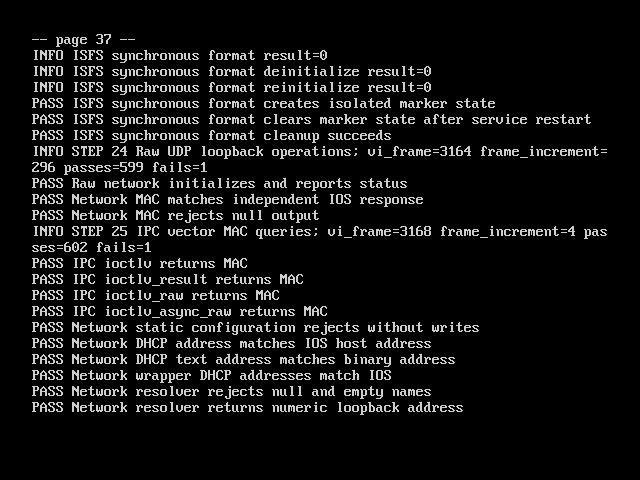 -- page 37 --
INFO ISFS synchronous format result=0
INFO ISFS synchronous format deinitialize result=0
INFO ISFS synchronous format reinitialize result=0
PASS ISFS synchronous format creates isolated marker state
PASS ISFS synchronous format clears marker state after service restart
PASS ISFS synchronous format cleanup succeeds
INFO STEP 24 Raw UDP loopback operations; vi_frame=3164 frame_increment=
296 passes=599 fails=1
PASS Raw network initializes and reports status
PASS Network MAC matches independent IOS response
PASS Network MAC rejects null output
INFO STEP 25 IPC vector MAC queries; vi_frame=3168 frame_increment=4 pas
ses=602 fails=1
PASS IPC ioctlv returns MAC
PASS IPC ioctlv_result returns MAC
PASS IPC ioctlv_raw returns MAC
PASS IPC ioctlv_async_raw returns MAC
PASS Network static configuration rejects without writes
PASS Network DHCP address matches IOS host address
PASS Network DHCP text address matches binary address
PASS Network wrapper DHCP addresses match IOS
PASS Network resolver rejects null and empty names
PASS Network resolver returns numeric loopback address